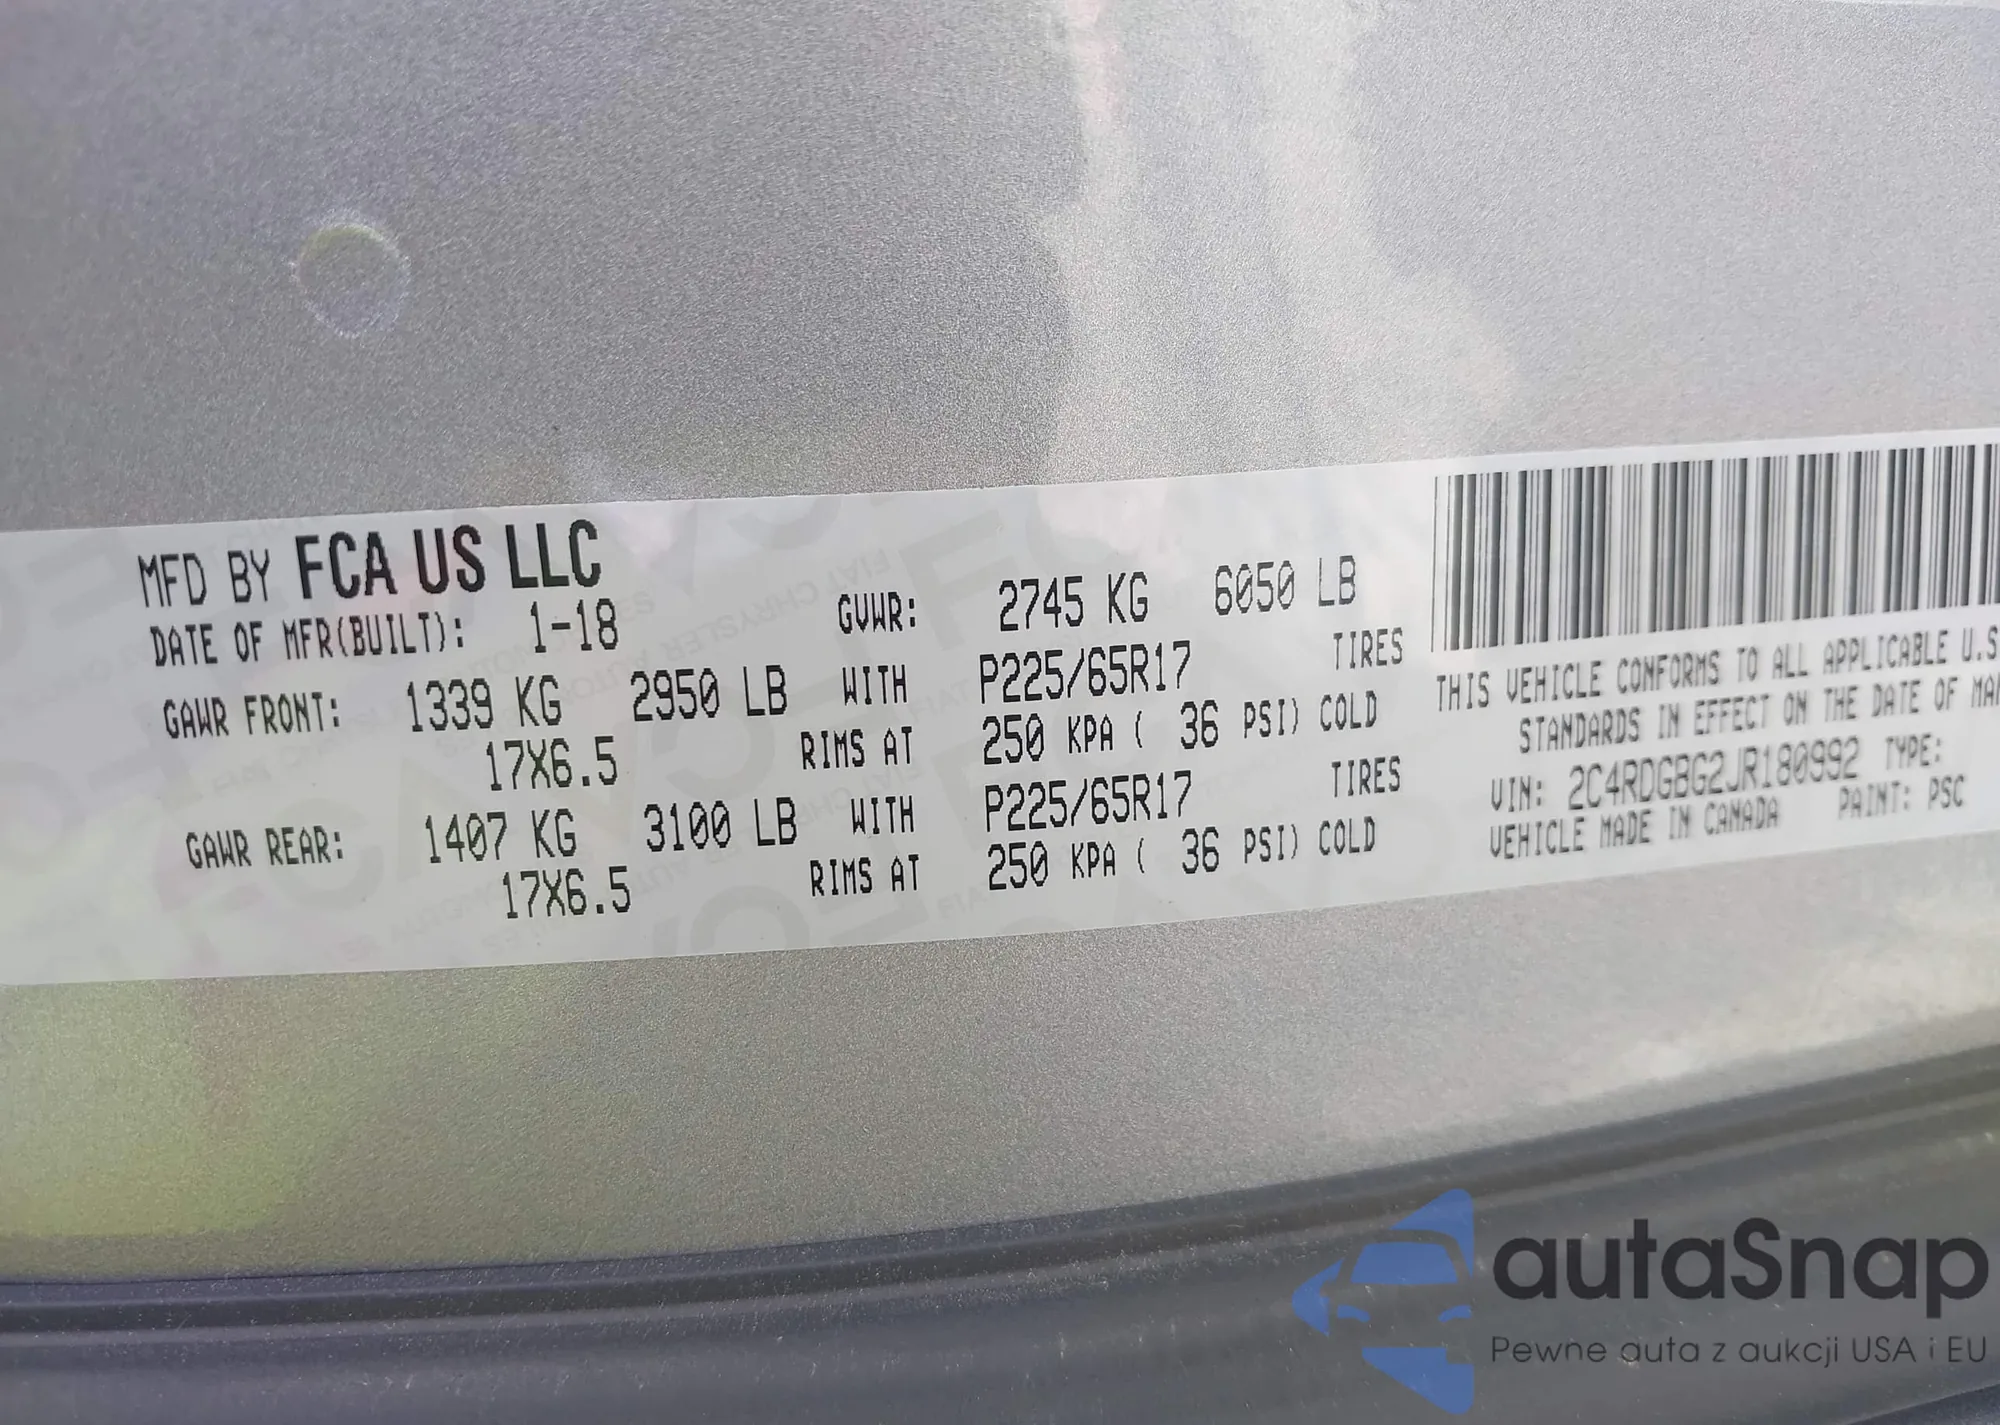 MFD BY FCA US LLC
DATE OF MFR(BUILT): 1-18 GVWR: 2745 KG 6050 LB
GAWR FRONT: 1339 KG 2950 LB WITH P225/65R17 TIRES
17X6.5 RIMS AT 250 KPA ( 36 PSI) COLD
GAWR REAR: 1407 KG 3100 LB WITH P225/65R17 TIRES
17X6.5 RIMS AT 250 KPA ( 36 PSI) COLD
THIS VEHICLE CONFORMS TO ALL APPLICABLE U.S
STANDARDS IN EFFECT ON THE DATE OF MAN
VIN: 2C4RDGBG2JR180992 TYPE:
VEHICLE MADE IN CANADA PAINT: PSC
autaSnap
Pewne auta z aukcji USA i EU